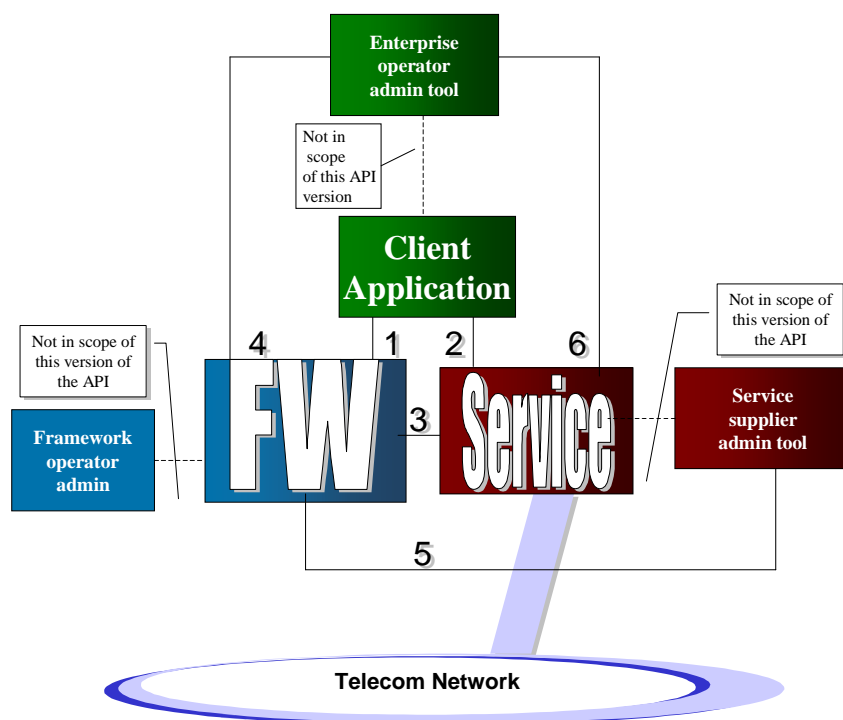 Enterprise
operator
admin tool
Not in
scope
of this API
version
Client
Application
Not in scope of
this version of
the API
Not in scope of
this version of
the API
4
1
2
6
FW
Service
3
Framework
operator
admin
Service
supplier
admin tool
5
Telecom Network